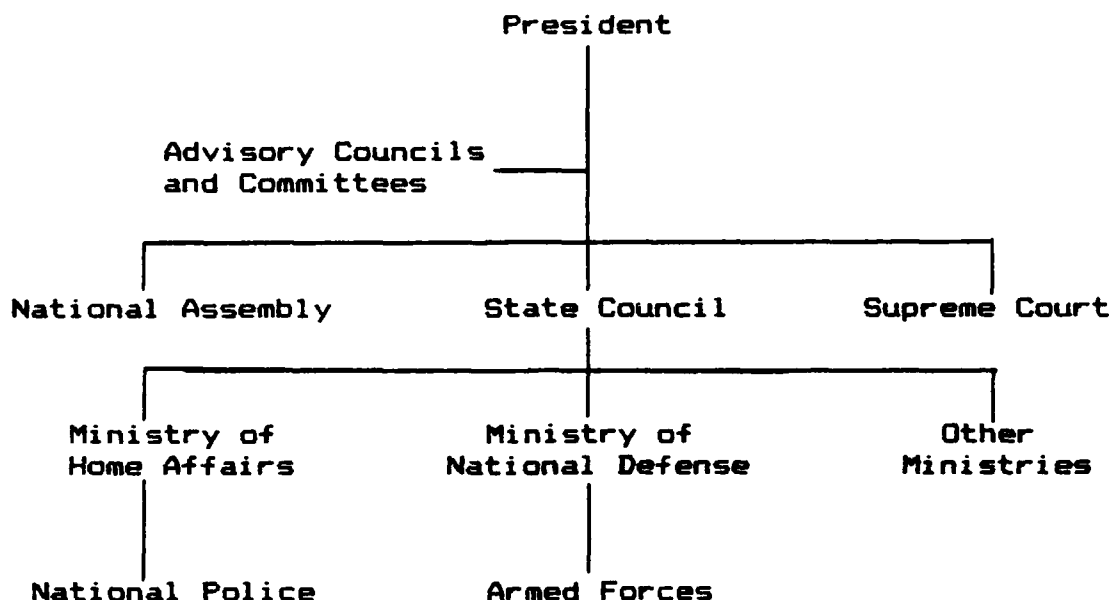 President
Advisory Councils
and Committees
National Assembly
State Council
Supreme Court
Ministry of
Home Affairs
Ministry of
National Defense
Other
Ministries
National Police
Armed Forces